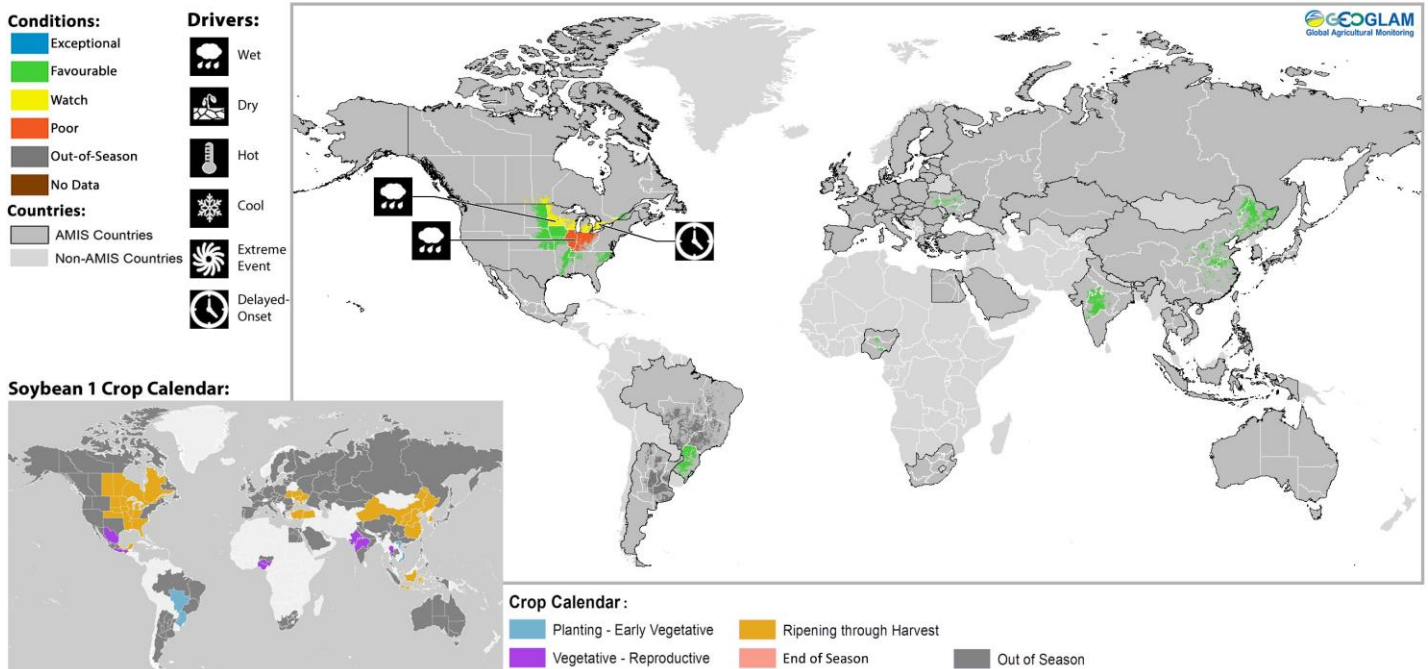 Conditions:
Exceptional
Favourable
Watch
Poor
Out-of-Season
No Data
Countries:
AMIS Countries
Non-AMIS Countries
Drivers:
Wet
Dry
Hot
Cool
Extreme
Event
Delayed-
Onset
GEOGLAM
Global Agricultural Monitoring
Soybean 1 Crop Calendar:
Crop Calendar :
Planting - Early Vegetative
Ripening through Harvest
Vegetative - Reproductive
End of Season
Out of Season